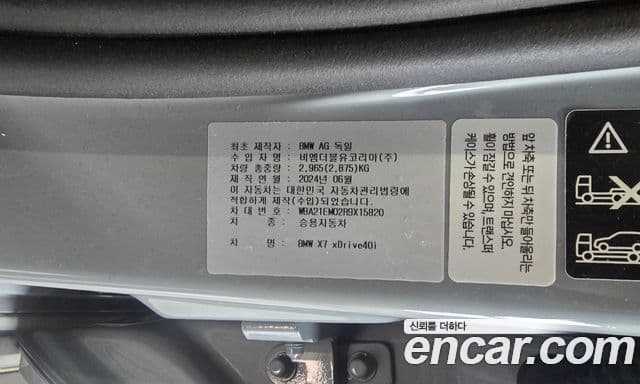 최초 제작자: BMW AG 독일
수 입 자 명: 비엠더블유코리아(주)
차량 총중량: 2,965(2,875)KG
제 작 연 월: 2024년 06월
이 자동차는 대한민국 자동차관리법령에
적합하게 제작(수입)되었습니다.
차 대 번 호: WBA21EM02R9X15820
차 종: 승용자동차
차 명: BMW X7 xDrive40i
앞 차축 또는 뒤 차축만 들어올리는
방법으로 견인하지 마십시오.
휠이 잠길 수 있으며, 트랜스퍼
케이스가 손상될 수 있습니다.
신뢰를 더하다
encar.com